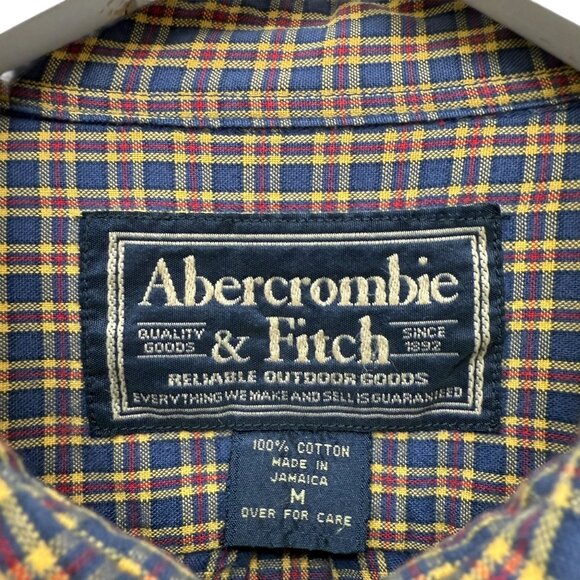 Abercrombie
QUALITY GOODS & Fitch SINCE 1892
RELIABLE OUTDOOR GOODS
EVERYTHING WE MAKE AND SELL IS GUARANTEED
100% COTTON
MADE IN
JAMAICA
M
OVER FOR CARE